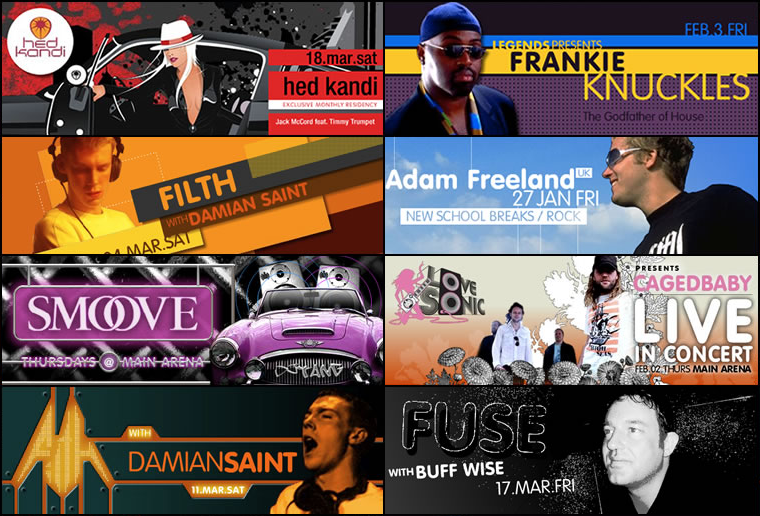 hed
kandi
18.mar.sat
hed kandi
EXCLUSIVE MONTHLY RESIDENCY
Jack McCord feat. Timmy Trumpet
FEB.3.FRI
LEGENDS PRESENTS
FRANKIE
KNUCKLES
The Godfather of House
FILTH
WITH DAMIAN SAINT
04.MAR.SAT
Adam Freeland UK
27 JAN FRI
NEW SCHOOL BREAKS / ROCK
SMOOVE
THURSDAYS @ MAIN ARENA
LOVE
SONIC
PRESENTS
CAGEDBABY
LIVE
IN CONCERT
FEB.02.THURS MAIN ARENA
WITH
DAMIANSAINT
11.MAR.SAT
FUSE
WITH BUFF WISE
17.MAR.FRI